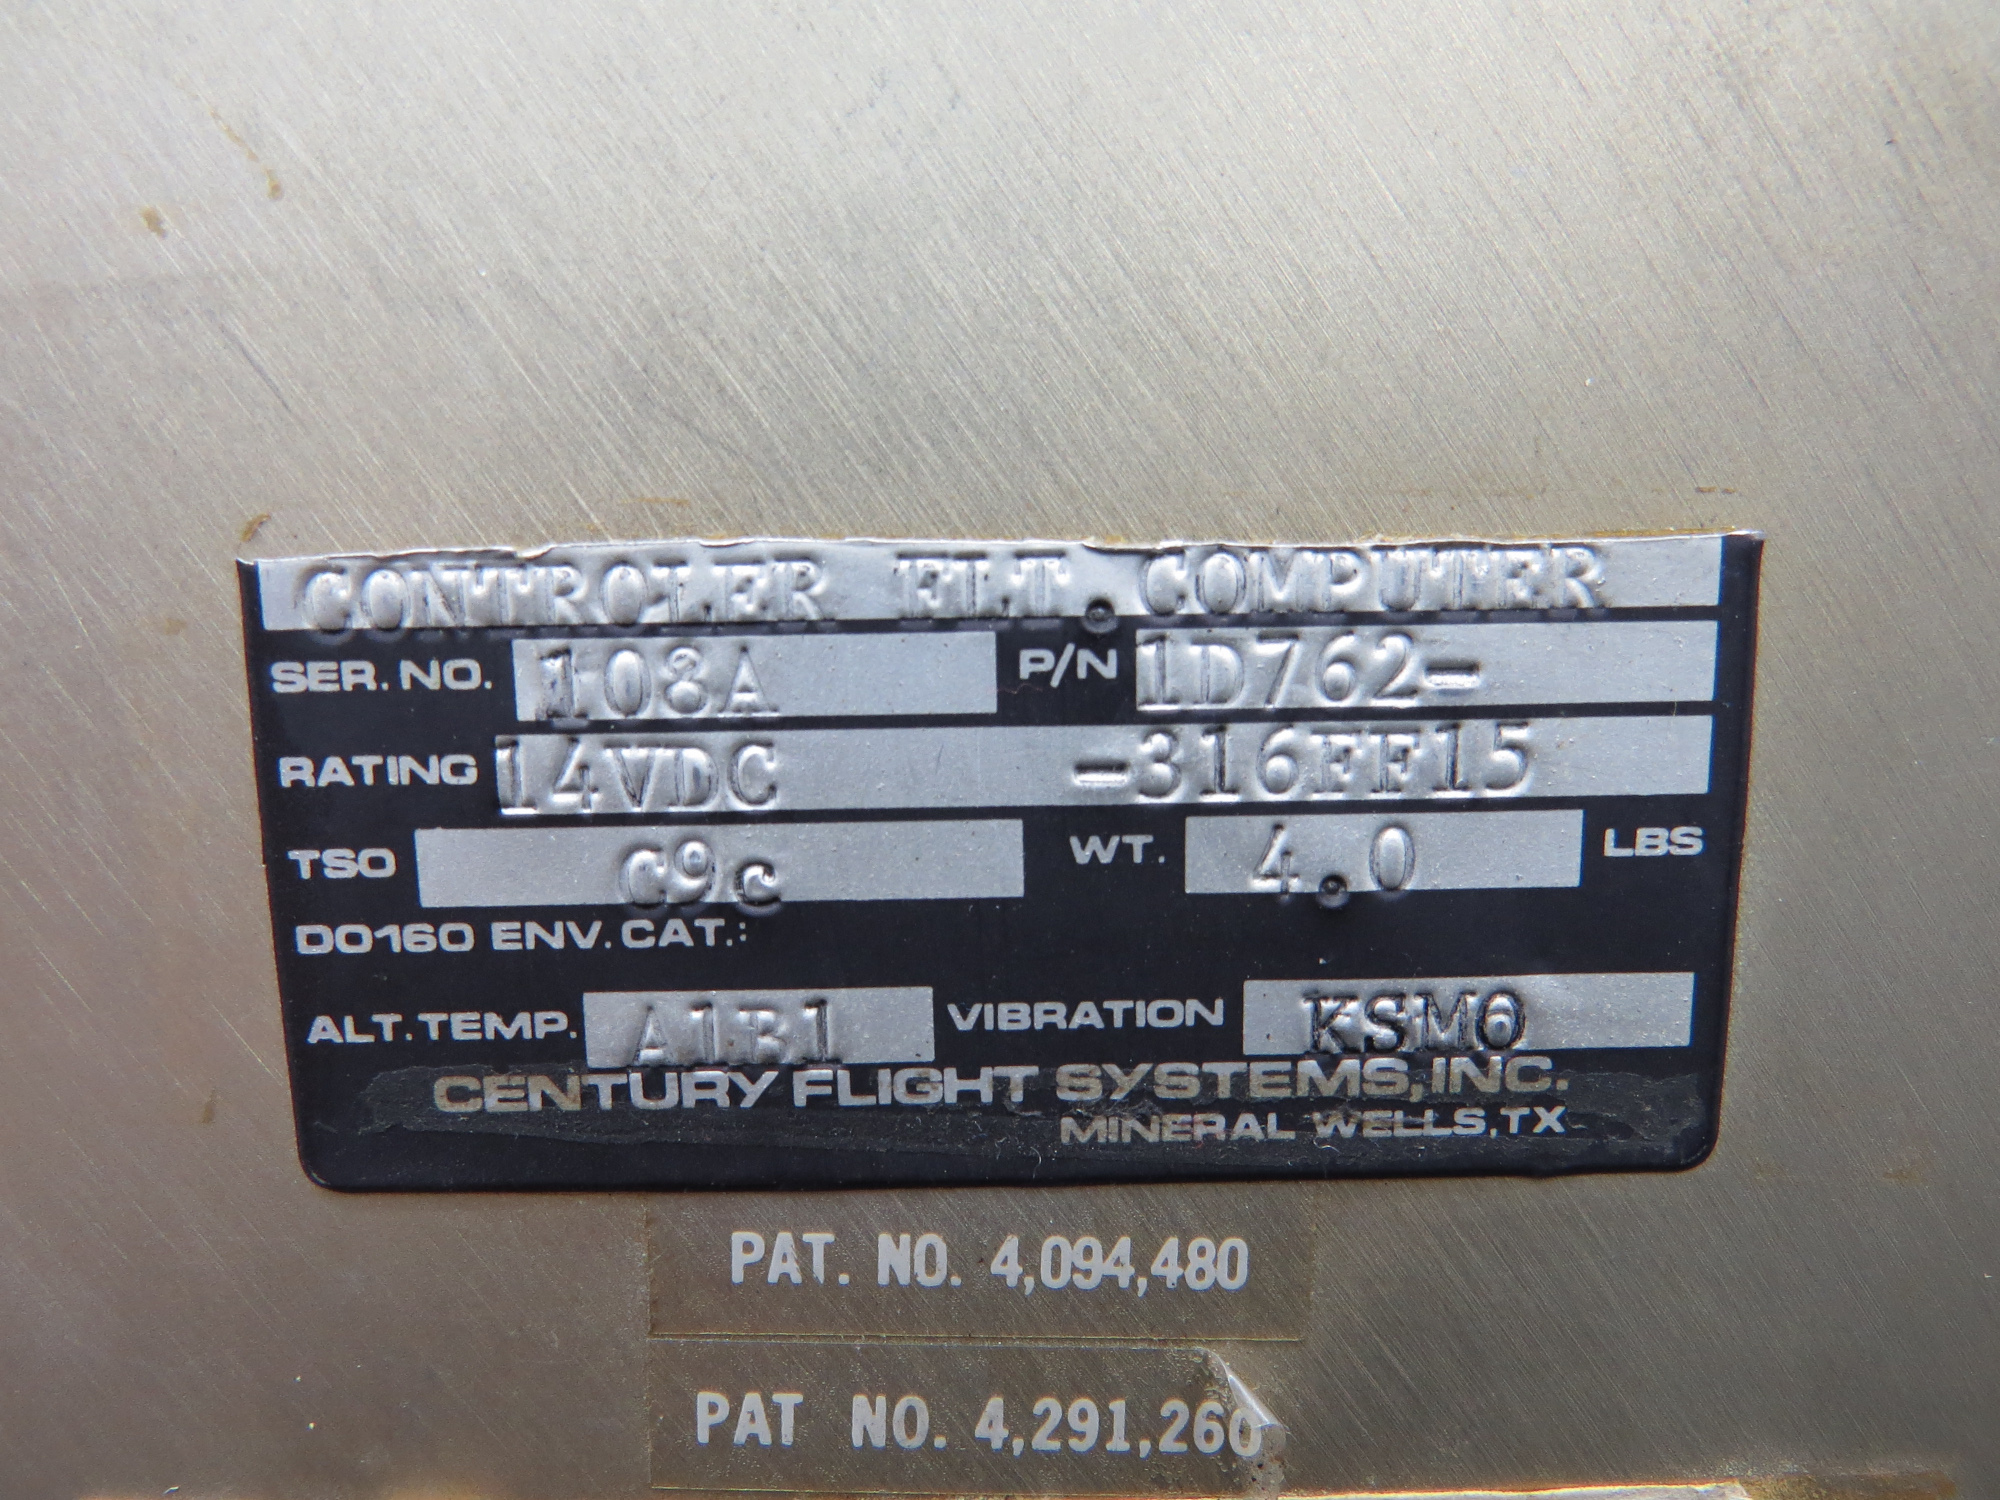 CONTROLER FLT.COMPUTER
SER. NO. 108A P/N 1D762-
RATING 14VDC -316FF15
TSO C9c WT. 4.0 LBS
DO160 ENV. CAT.:
ALT. TEMP. A1B1 VIBRATION KSMO
CENTURY FLIGHT SYSTEMS, INC.
MINERAL WELLS, TX
PAT. NO. 4,094,480
PAT NO. 4,291,260